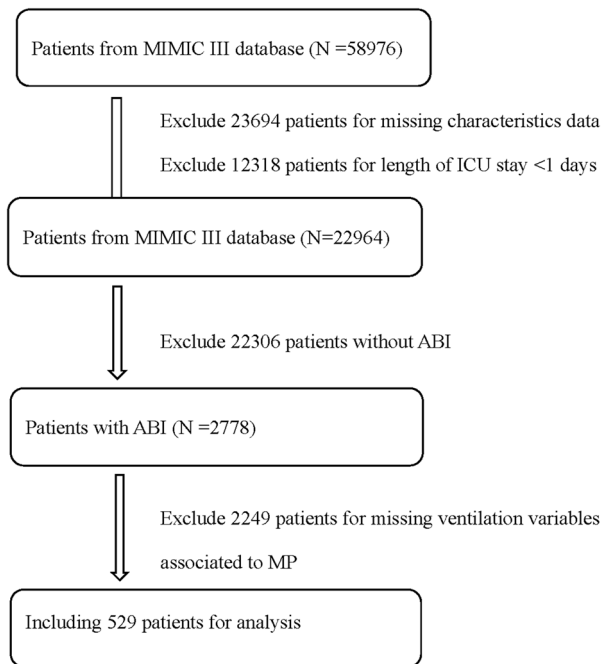 Patients from MIMIC III database (N =58976)
Exclude 23694 patients for missing characteristics data
Exclude 12318 patients for length of ICU stay <1 days
Patients from MIMIC III database (N=22964)
Exclude 22306 patients without ABI
Patients with ABI (N =2778)
Exclude 2249 patients for missing ventilation variables
associated to MP
Including 529 patients for analysis